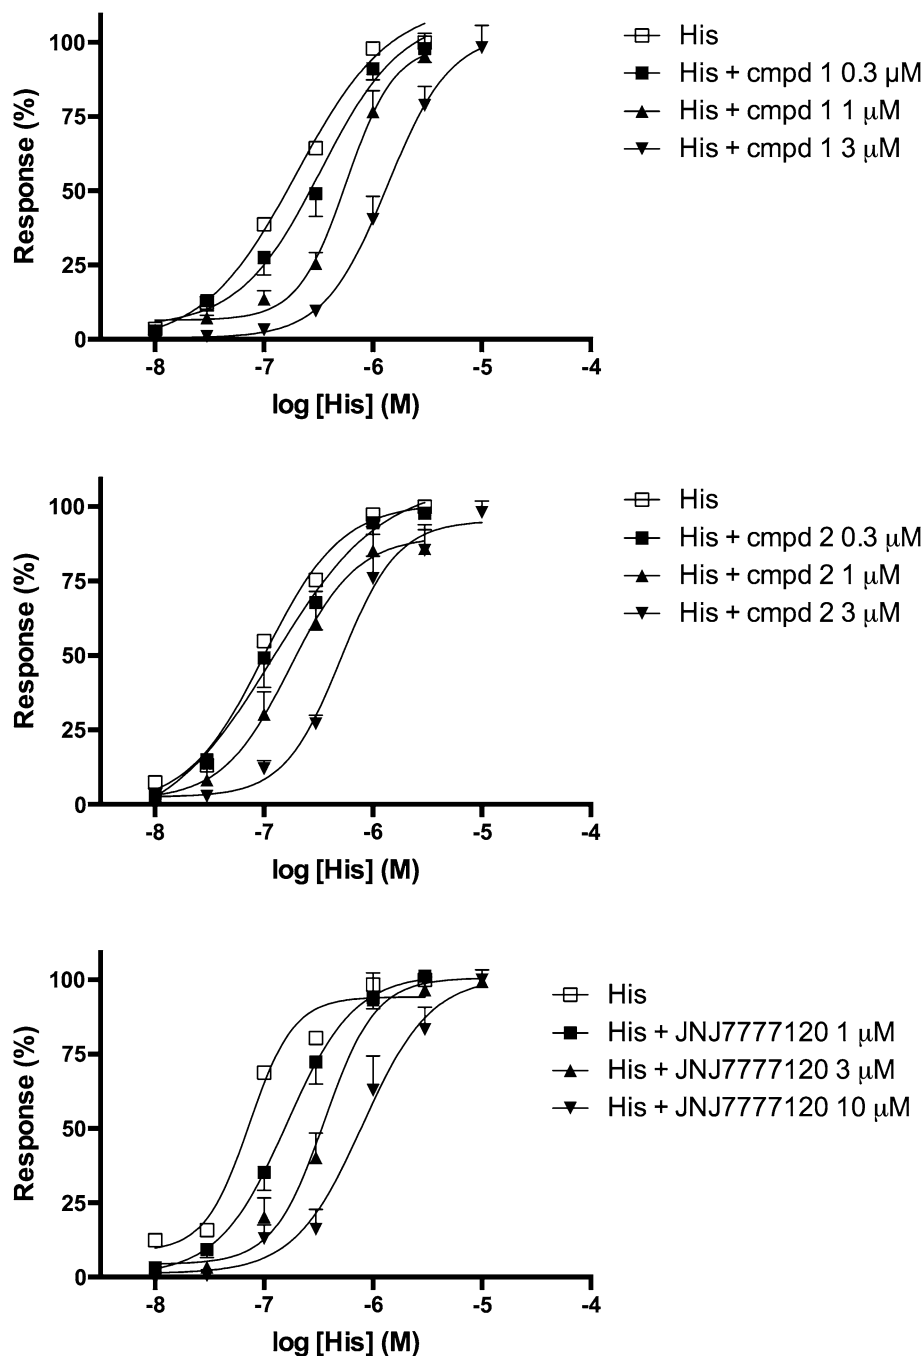 100
75
50
25
0
Response (%)
-8 -7 -6 -5 -4
log [His] (M)
His
His + cmpd 1 0.3 µM
His + cmpd 1 1 µM
His + cmpd 1 3 µM
100
75
50
25
0
Response (%)
-8 -7 -6 -5 -4
log [His] (M)
His
His + cmpd 2 0.3 µM
His + cmpd 2 1 µM
His + cmpd 2 3 µM
100
75
50
25
0
Response (%)
-8 -7 -6 -5 -4
log [His] (M)
His
His + JNJ7777120 1 µM
His + JNJ7777120 3 µM
His + JNJ7777120 10 µM